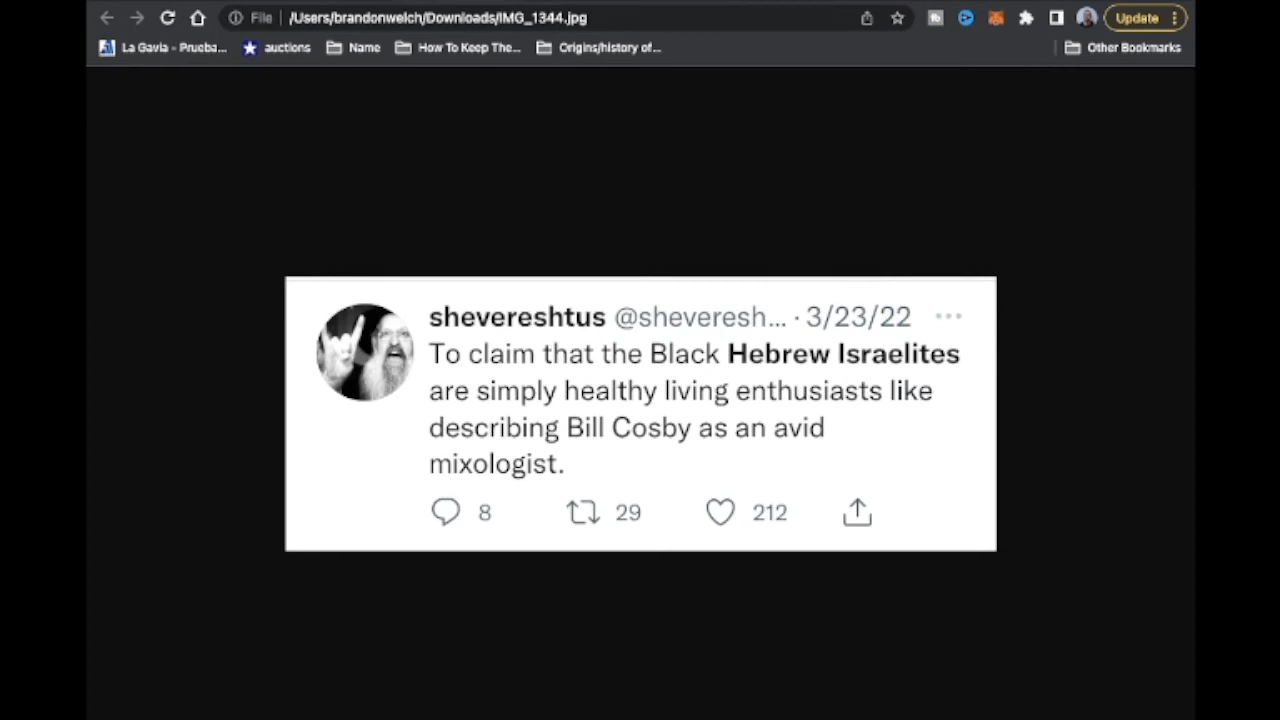 File /Users/brandonwelch/Downloads/IMG_1344.jpg Update
La Gavia - Prueba... auctions Name How To Keep The... Origins/history of... Other Bookmarks
shevereshtus @sheveresh... · 3/23/22
To claim that the Black Hebrew Israelites
are simply healthy living enthusiasts like
describing Bill Cosby as an avid
mixologist.
8 29 212